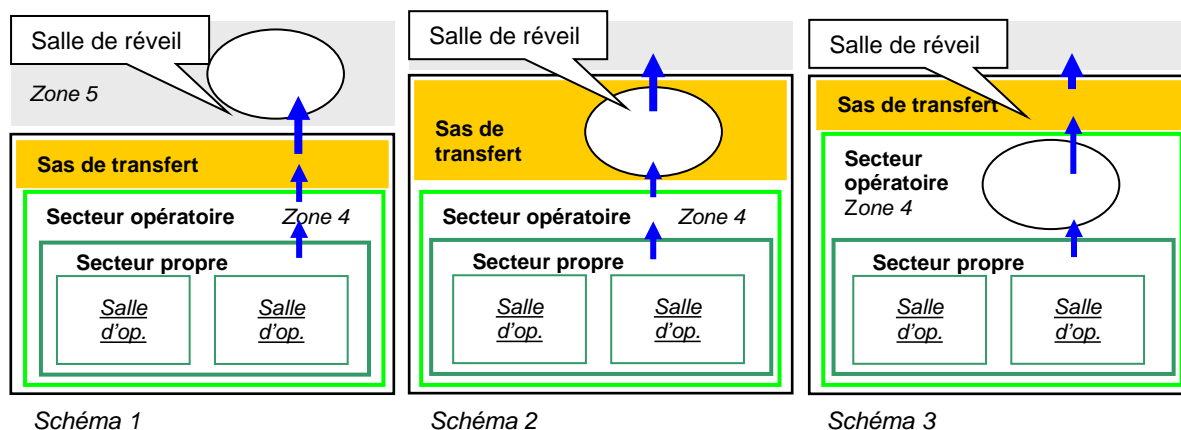 Salle de réveil
Zone 5
Sas de transfert
Secteur opératoire Zone 4
Secteur propre
Salle
d'op.
Salle
d'op.
Schéma 1
Salle de réveil
Sas de
transfert
Secteur opératoire Zone 4
Secteur propre
Salle
d'op.
Salle
d'op.
Schéma 2
Salle de réveil
Sas de transfert
Secteur
opératoire
Zone 4
Secteur propre
Salle
d'op.
Salle
d'op.
Schéma 3